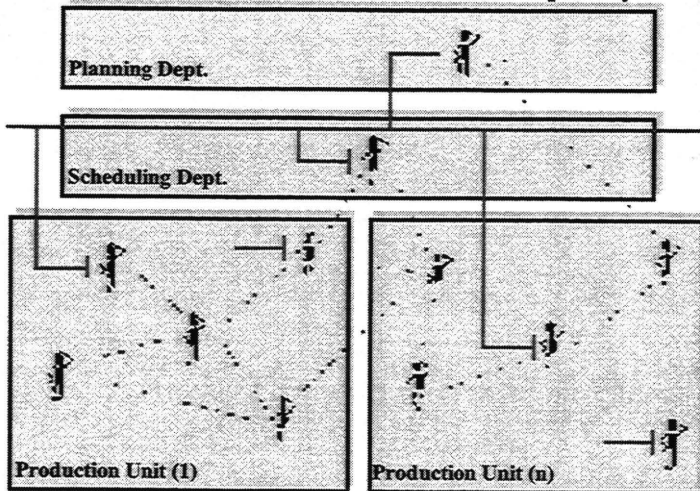 Planning Dept.
Scheduling Dept.
Production Unit (1)
Production Unit (n)